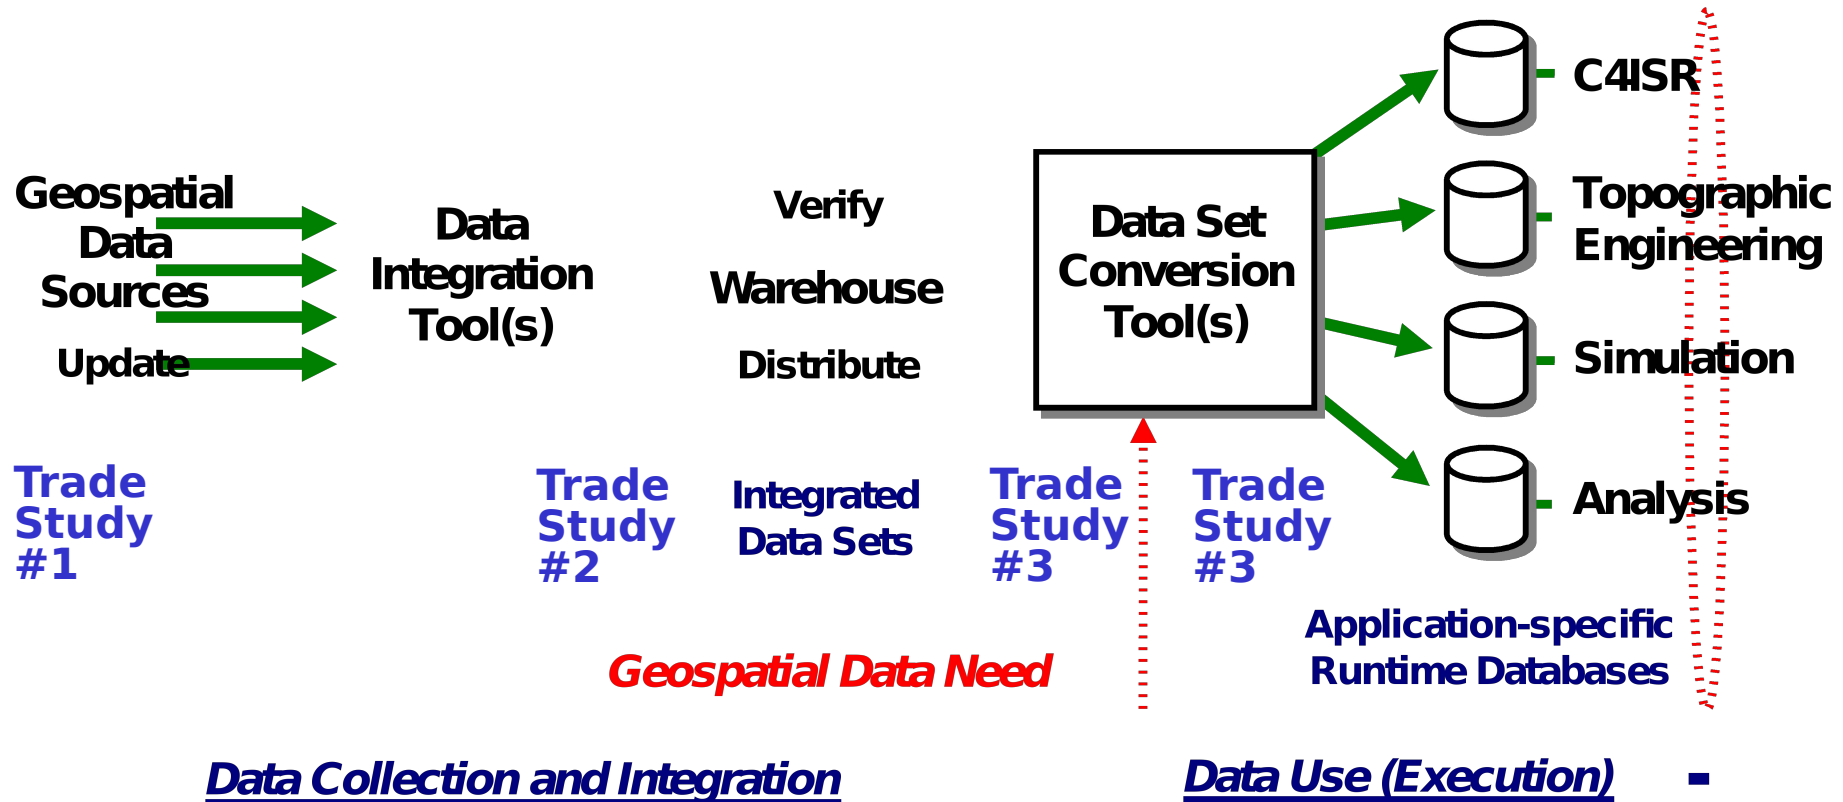 Geospatial
Data
Sources
Update
Data
Integration
Tool(s)
Verify
Warehouse
Distribute
Data Set
Conversion
Tool(s)
C4ISR
Topographic
Engineering
Simulation
Analysis
Trade
Study
#1
Trade
Study
#2
Integrated
Data Sets
Trade
Study
#3
Trade
Study
#3
Application-specific
Runtime Databases
Geospatial Data Need
Data Collection and Integration
Data Use (Execution) -